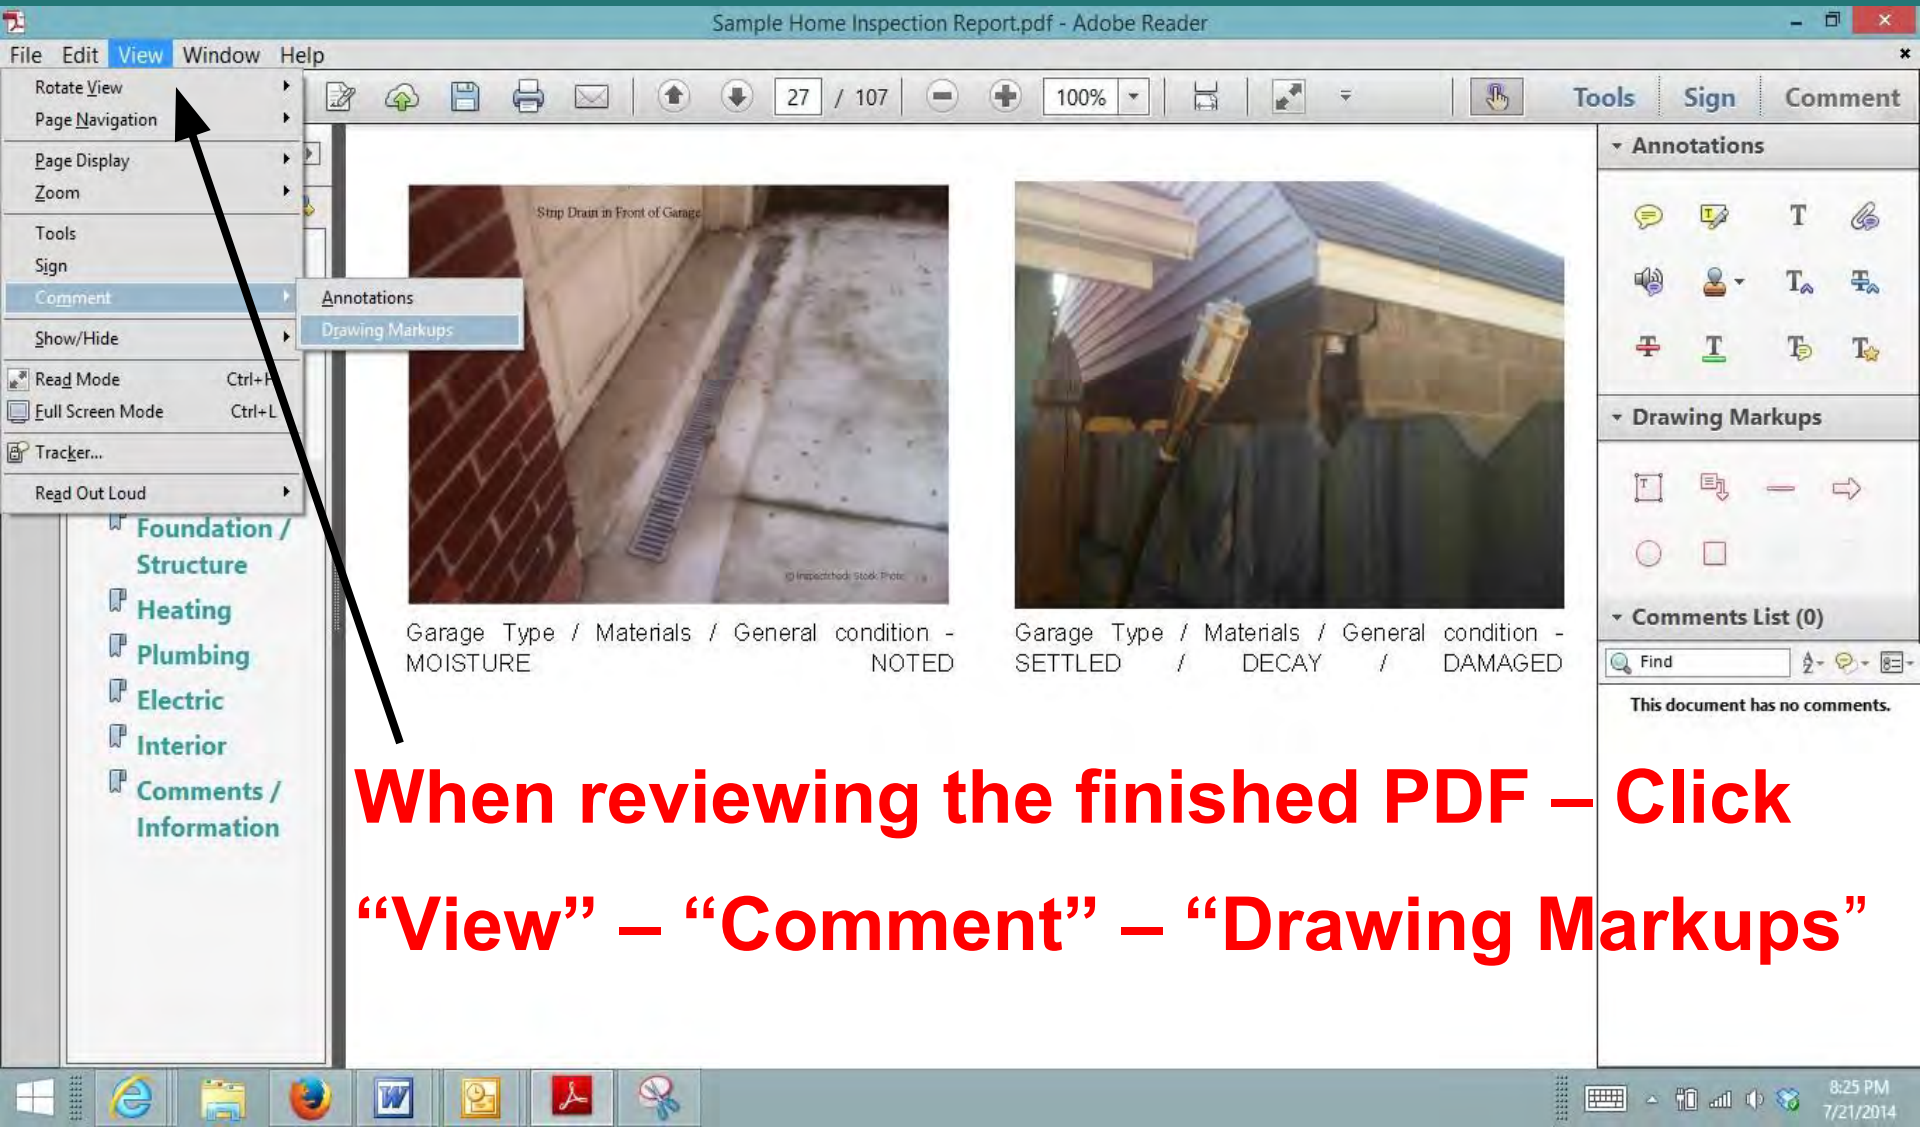 Sample Home Inspection Report.pdf - Adobe Reader
File Edit View Window Help
27 / 107
100%
Tools Sign Comment
Rotate View
Page Navigation
Page Display
Zoom
Tools
Sign
Comment
Show/Hide
Read Mode Ctrl+H
Full Screen Mode Ctrl+L
Tracker...
Read Out Loud
Annotations
Drawing Markups
Foundation /
Structure
Heating
Plumbing
Electric
Interior
Comments /
Information
Strip Drain in Front of Garage
Garage Type / Materials / General condition -
MOISTURE NOTED
Garage Type / Materials / General condition -
SETTLED / DECAY / DAMAGED
When reviewing the finished PDF – Click
“View” – “Comment” – “Drawing Markups”
Annotations
Drawing Markups
Comments List (0)
Find
This document has no comments.
8:25 PM
7/21/2014